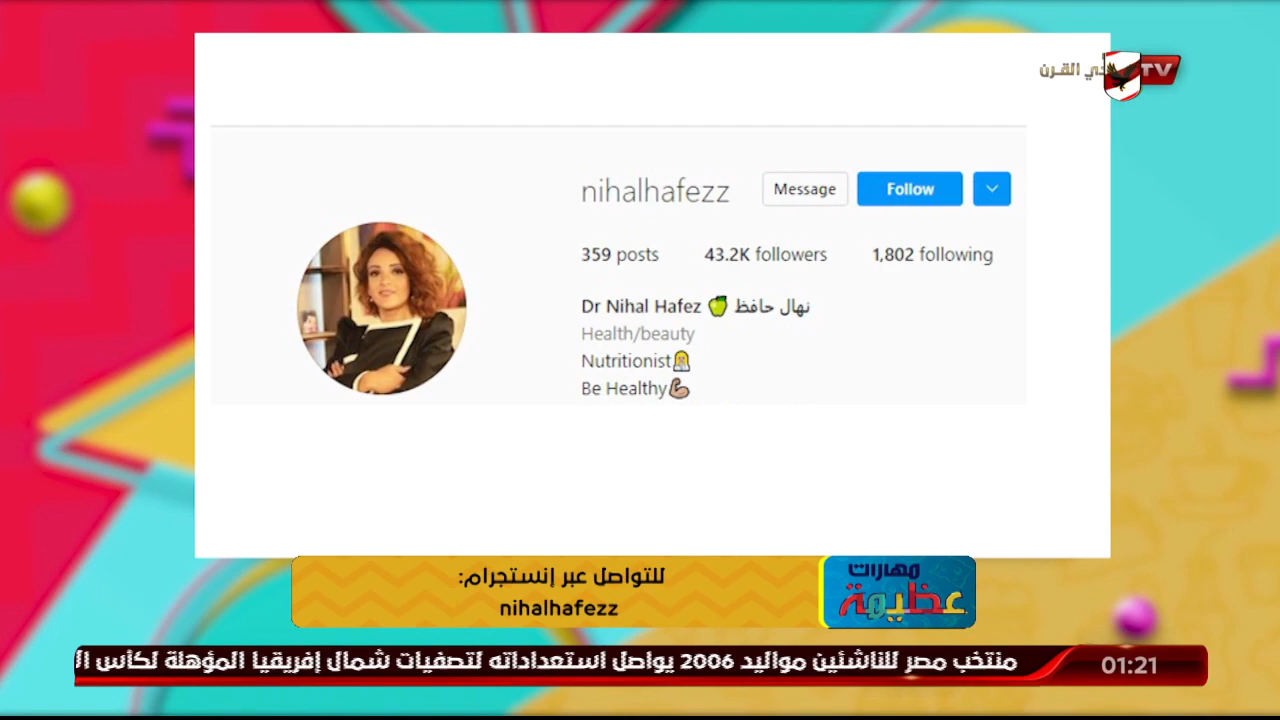 القرن TV
nihalhafezz Message Follow
359 posts 43.2K followers 1,802 following
Dr Nihal Hafez 🍏 نهال حافظ
Health/beauty
Nutritionist
Be Healthy💪
للتواصل عبر إنستجرام:
nihalhafezz
مهارات
عظيمة
منتخب مصر للناشئين مواليد 2006 يواصل استعداداته لتصفيات شمال إفريقيا المؤهلة لكأس ال
01:21